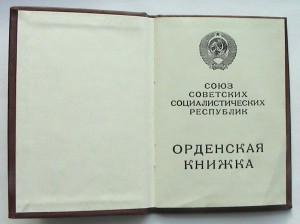 СОЮЗ
СОВЕТСКИХ
СОЦИАЛИСТИЧЕСКИХ
РЕСПУБЛИК
ОРДЕНСКАЯ
КНИЖКА